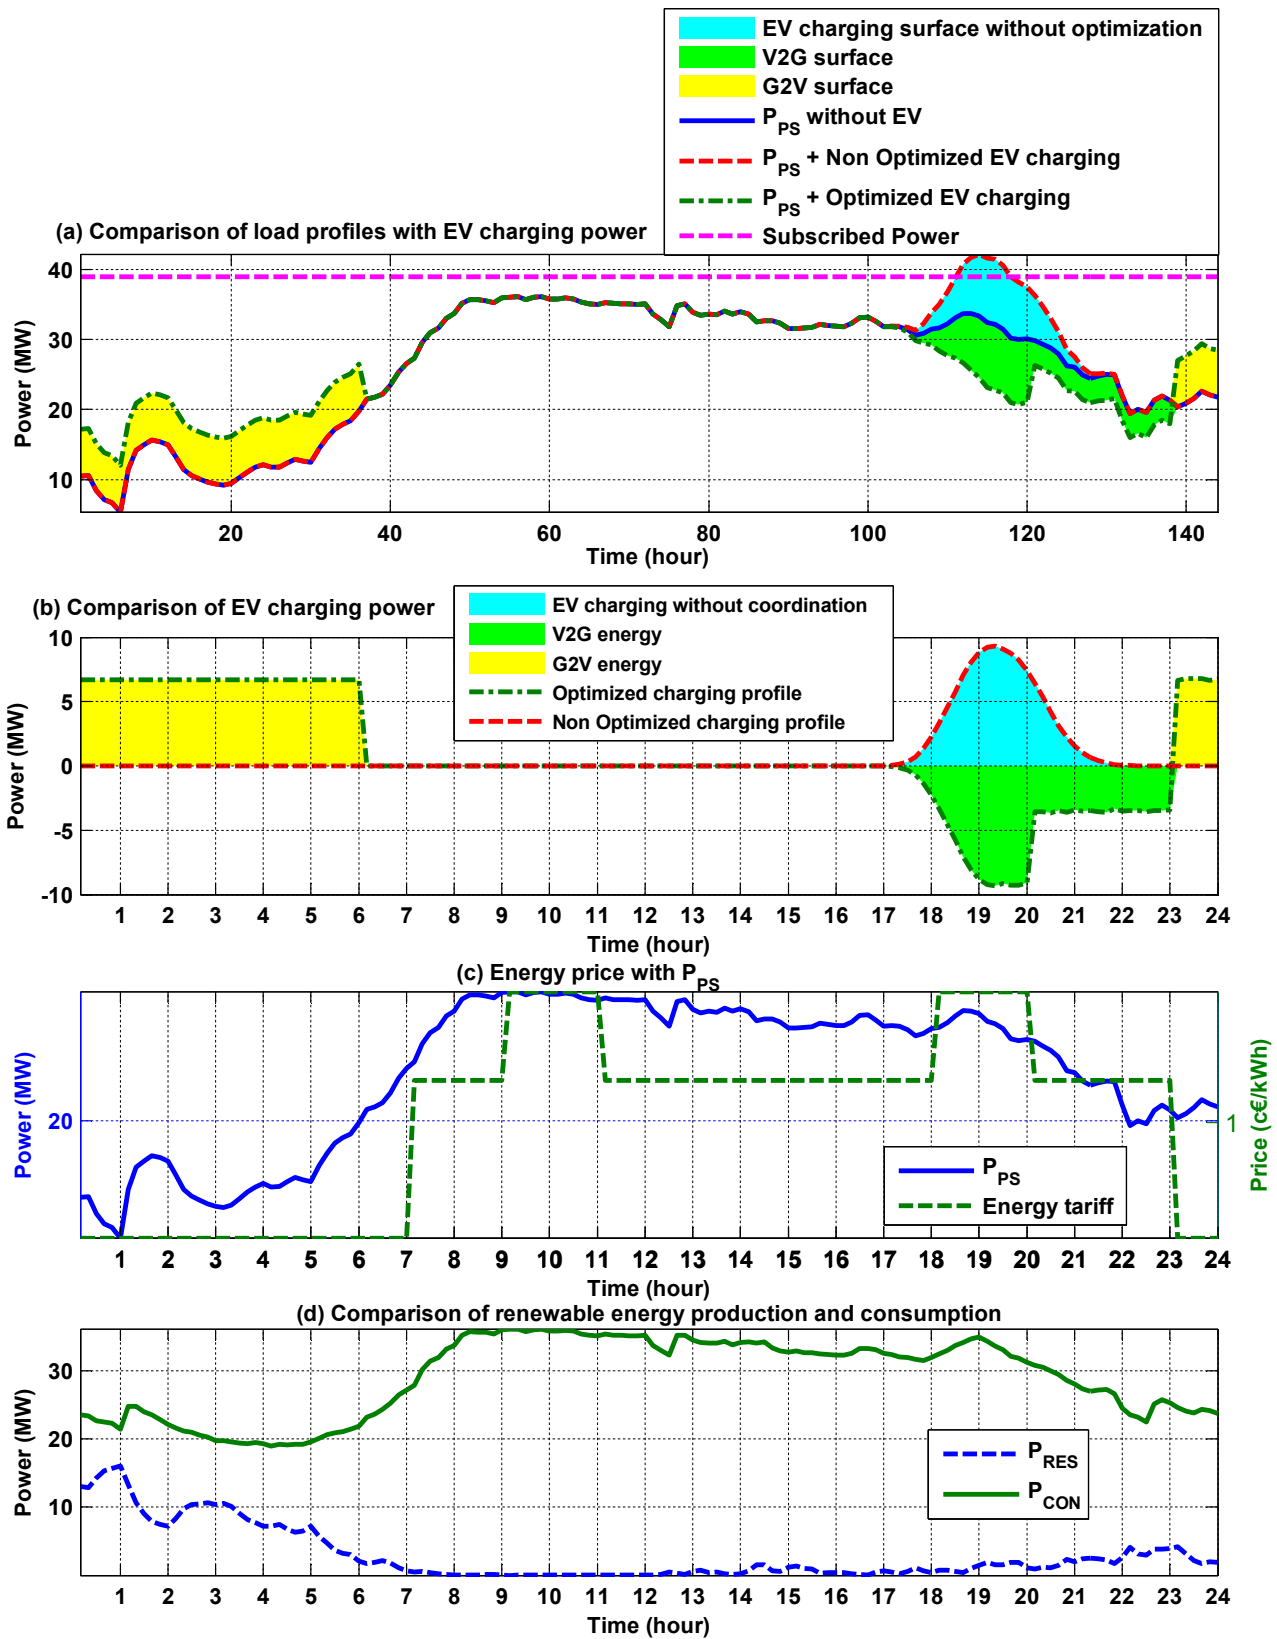 EV charging surface without optimization
V2G surface
G2V surface
P_PS without EV
P_PS + Non Optimized EV charging
P_PS + Optimized EV charging
Subscribed Power
(a) Comparison of load profiles with EV charging power
40
30
20
10
Power (MW)
20 40 60 80 100 120 140
Time (hour)
(b) Comparison of EV charging power
EV charging without coordination
V2G energy
G2V energy
Optimized charging profile
Non Optimized charging profile
10
5
0
-5
-10
Power (MW)
1 2 3 4 5 6 7 8 9 10 11 12 13 14 15 16 17 18 19 20 21 22 23 24
Time (hour)
(c) Energy price with P_PS
Power (MW)
20
1
Price (c€/kWh)
P_PS
Energy tariff
1 2 3 4 5 6 7 8 9 10 11 12 13 14 15 16 17 18 19 20 21 22 23 24
Time (hour)
(d) Comparison of renewable energy production and consumption
30
20
10
Power (MW)
P_RES
P_CON
1 2 3 4 5 6 7 8 9 10 11 12 13 14 15 16 17 18 19 20 21 22 23 24
Time (hour)